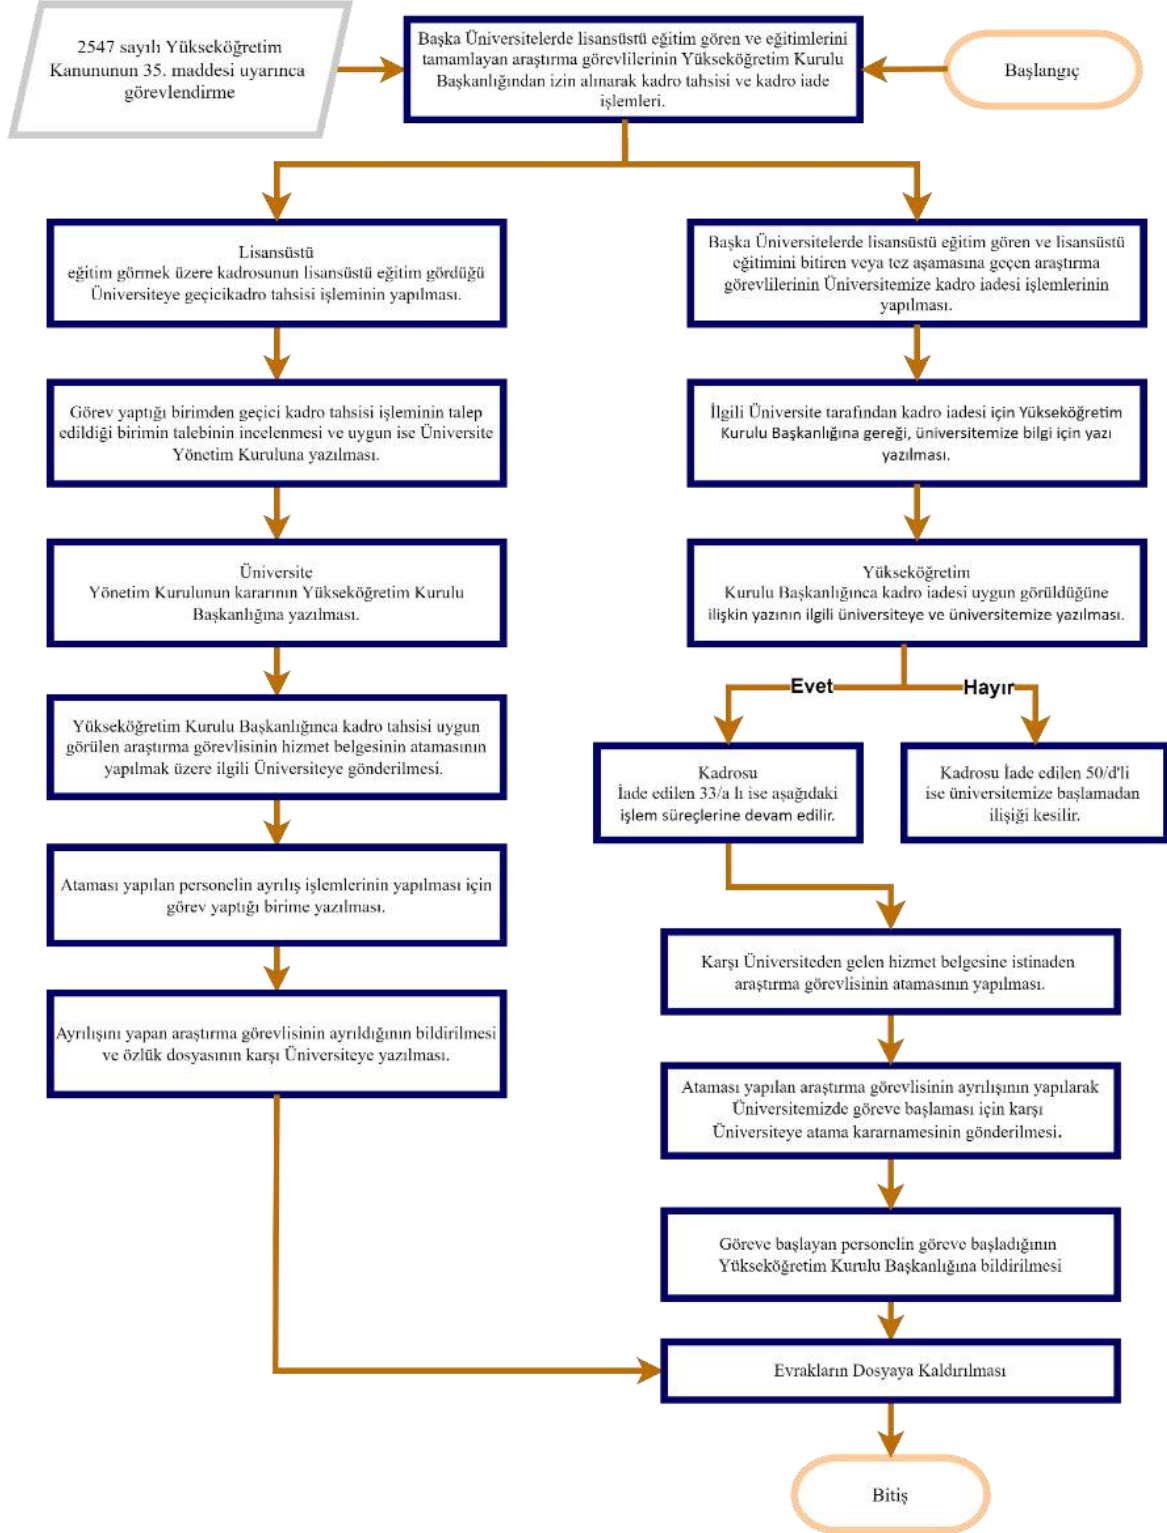 2547 sayılı Yükseköğretim
Kanununun 35. maddesi uyarınca
görevlendirme
Başka Üniversitelerde lisansüstü eğitim gören ve eğitimlerini
tamamlayan araştırma görevlilerinin Yükseköğretim Kurulu
Başkanlığından izin alınarak kadro tahsisi ve kadro iade
işlemleri.
Başlangıç
Lisansüstü
eğitim görmek üzere kadrosunun lisansüstü eğitim gördüğü
Üniversiteye geçicikadro tahsisi işleminin yapılması.
Başka Üniversitelerde lisansüstü eğitim gören ve lisansüstü
eğitimini bitiren veya tez aşamasına geçen araştırma
görevlilerinin Üniversitemize kadro iadesi işlemlerinin
yapılması.
Görev yaptığı birimden geçici kadro tahsisi işleminin talep
edildiği birimin talebinin incelenmesi ve uygun ise Üniversite
Yönetim Kuruluna yazılması.
İlgili Üniversite tarafından kadro iadesi için Yükseköğretim
Kurulu Başkanlığına gereği, üniversitemize bilgi için yazı
yazılması.
Üniversite
Yönetim Kurulunun kararının Yükseköğretim Kurulu
Başkanlığına yazılması.
Yükseköğretim
Kurulu Başkanlığınca kadro iadesi uygun görüldüğüne
ilişkin yazının ilgili üniversiteye ve üniversitemize yazılması.
Evet
Hayır
Yükseköğretim Kurulu Başkanlığınca kadro tahsisi uygun
görülen araştırma görevlisinin hizmet belgesinin atamasının
yapılmak üzere ilgili Üniversiteye gönderilmesi.
Kadrosu
İade edilen 33/a lı ise aşağıdaki
işlem süreçlerine devam edilir.
Kadrosu İade edilen 50/d'li
ise üniversitemize başlamadan
ilişiği kesilir.
Ataması yapılan personelin ayrılış işlemlerinin yapılması için
görev yaptığı birime yazılması.
Karşı Üniversiteden gelen hizmet belgesine istinaden
araştırma görevlisinin atamasının yapılması.
Ayrılışını yapan araştırma görevlisinin ayrıldığının bildirilmesi
ve özlük dosyasının karşı Üniversiteye yazılması.
Ataması yapılan araştırma görevlisinin ayrılışının yapılarak
Üniversitemizde göreve başlaması için karşı
Üniversiteye atama kararnamesinin gönderilmesi.
Göreve başlayan personelin göreve başladığının
Yükseköğretim Kurulu Başkanlığına bildirilmesi
Evrakların Dosyaya Kaldırılması
Bitiş